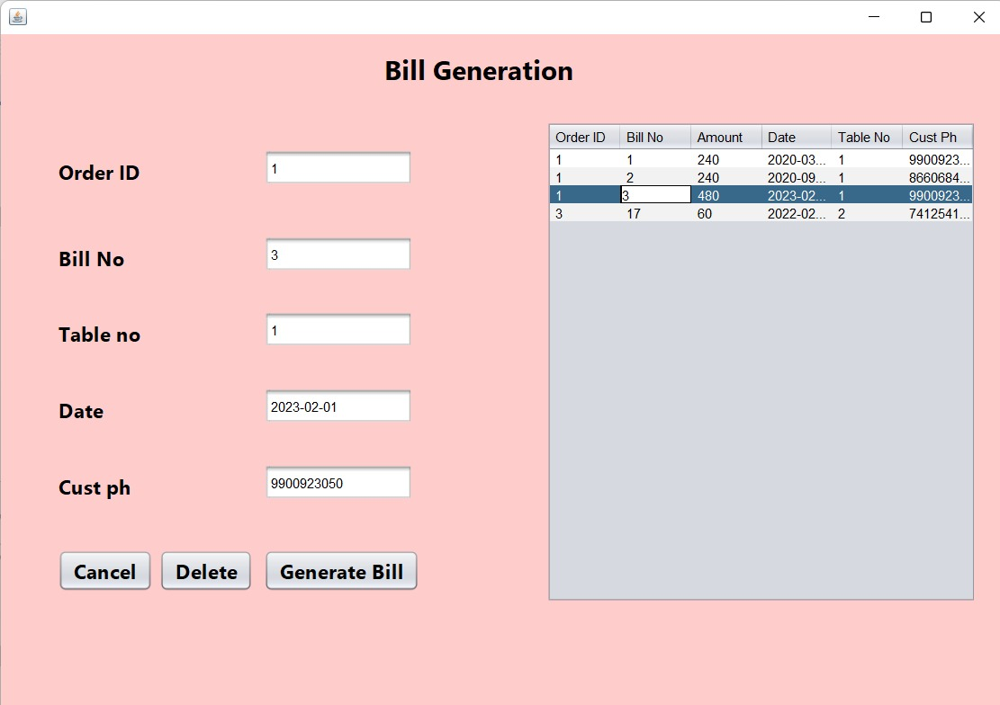 Bill Generation
Order ID 1
Bill No 3
Table no 1
Date 2023-02-01
Cust ph 9900923050
Cancel Delete Generate Bill
Order ID Bill No Amount Date Table No Cust Ph
1 1 240 2020-03... 1 9900923...
1 2 240 2020-09... 1 8660684...
1 3 480 2023-02... 1 9900923...
3 17 60 2022-02... 2 7412541...